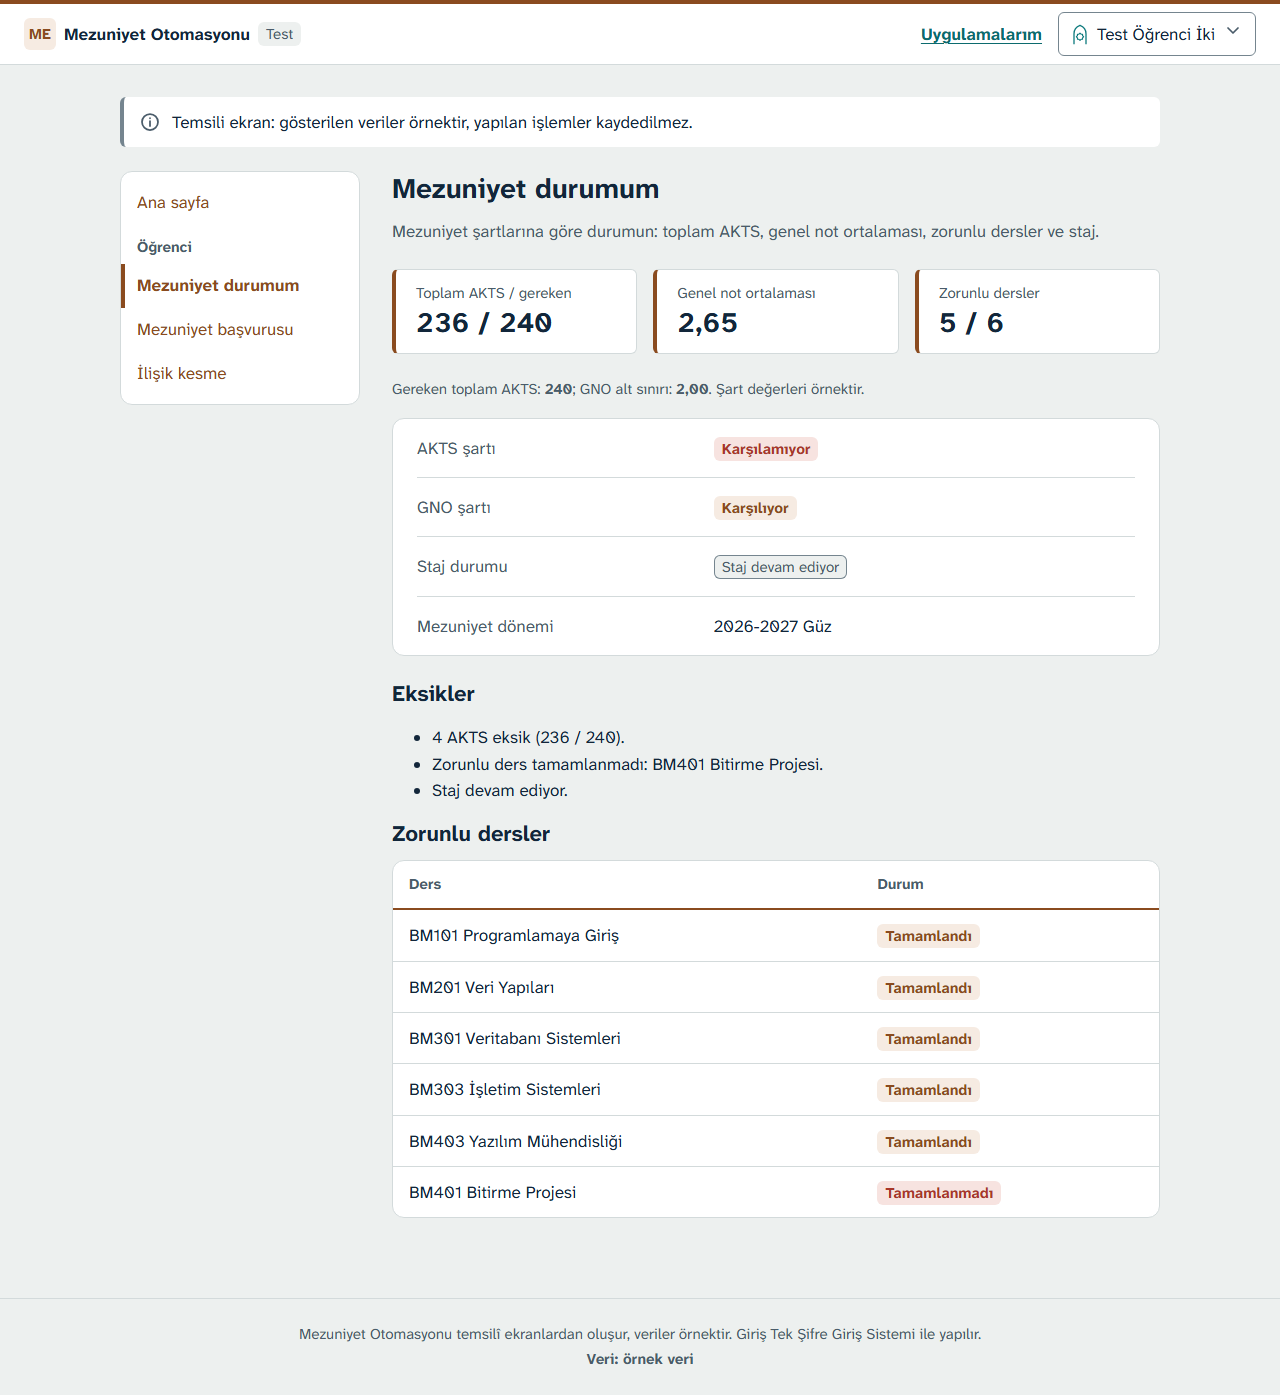 ME Mezuniyet Otomasyonu Test
Uygulamalarım
Test Öğrenci İki
Temsili ekran: gösterilen veriler örnektir, yapılan işlemler kaydedilmez.
Ana sayfa
Öğrenci
Mezuniyet durumum
Mezuniyet başvurusu
İlişik kesme
Mezuniyet durumum
Mezuniyet şartlarına göre durumun: toplam AKTS, genel not ortalaması, zorunlu dersler ve staj.
Toplam AKTS / gereken
236 / 240
Genel not ortalaması
2,65
Zorunlu dersler
5 / 6
Gereken toplam AKTS: 240; GNO alt sınırı: 2,00. Şart değerleri örnektir.
AKTS şartı Karşılamıyor
GNO şartı Karşılıyor
Staj durumu Staj devam ediyor
Mezuniyet dönemi 2026-2027 Güz
Eksikler
• 4 AKTS eksik (236 / 240).
• Zorunlu ders tamamlanmadı: BM401 Bitirme Projesi.
• Staj devam ediyor.
Zorunlu dersler
Ders Durum
BM101 Programlamaya Giriş Tamamlandı
BM201 Veri Yapıları Tamamlandı
BM301 Veritabanı Sistemleri Tamamlandı
BM303 İşletim Sistemleri Tamamlandı
BM403 Yazılım Mühendisliği Tamamlandı
BM401 Bitirme Projesi Tamamlanmadı
Mezuniyet Otomasyonu temsilî ekranlardan oluşur, veriler örnektir. Giriş Tek Şifre Giriş Sistemi ile yapılır.
Veri: örnek veri